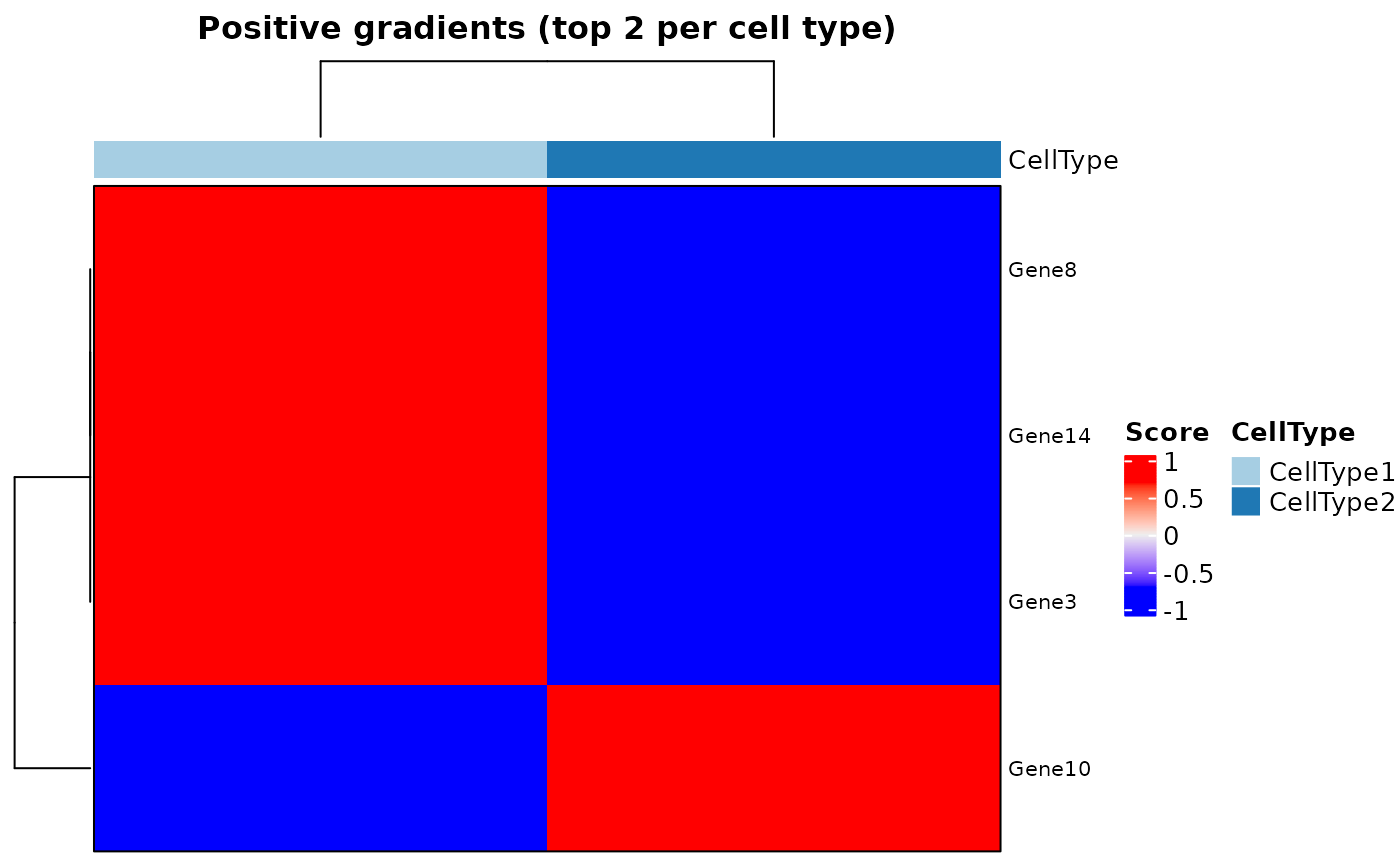 Positive gradients (top 2 per cell type)
CellType
Gene8
Gene14
Gene3
Gene10
Score
1
0.5
0
-0.5
-1
CellType
CellType1
CellType2